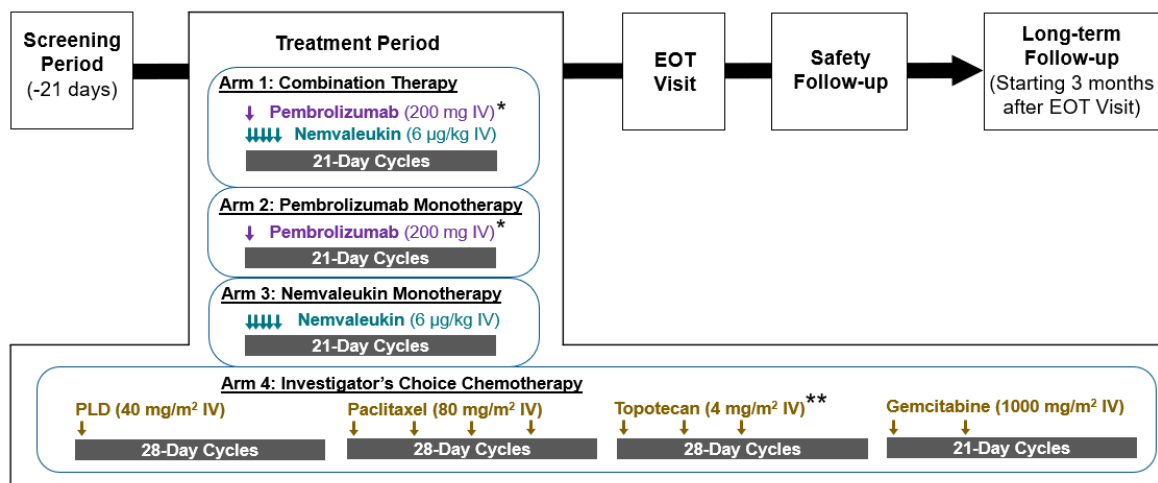 Screening
Period
(-21 days)
Treatment Period
Arm 1: Combination Therapy
Pembrolizumab (200 mg IV)*
Nemvaleukin (6 µg/kg IV)
21-Day Cycles
Arm 2: Pembrolizumab Monotherapy
Pembrolizumab (200 mg IV)*
21-Day Cycles
Arm 3: Nemvaleukin Monotherapy
Nemvaleukin (6 µg/kg IV)
21-Day Cycles
Arm 4: Investigator's Choice Chemotherapy
PLD (40 mg/m² IV)
28-Day Cycles
Paclitaxel (80 mg/m² IV)
28-Day Cycles
Topotecan (4 mg/m² IV)**
28-Day Cycles
Gemcitabine (1000 mg/m² IV)
21-Day Cycles
EOT
Visit
Safety
Follow-up
Long-term
Follow-up
(Starting 3 months
after EOT Visit)